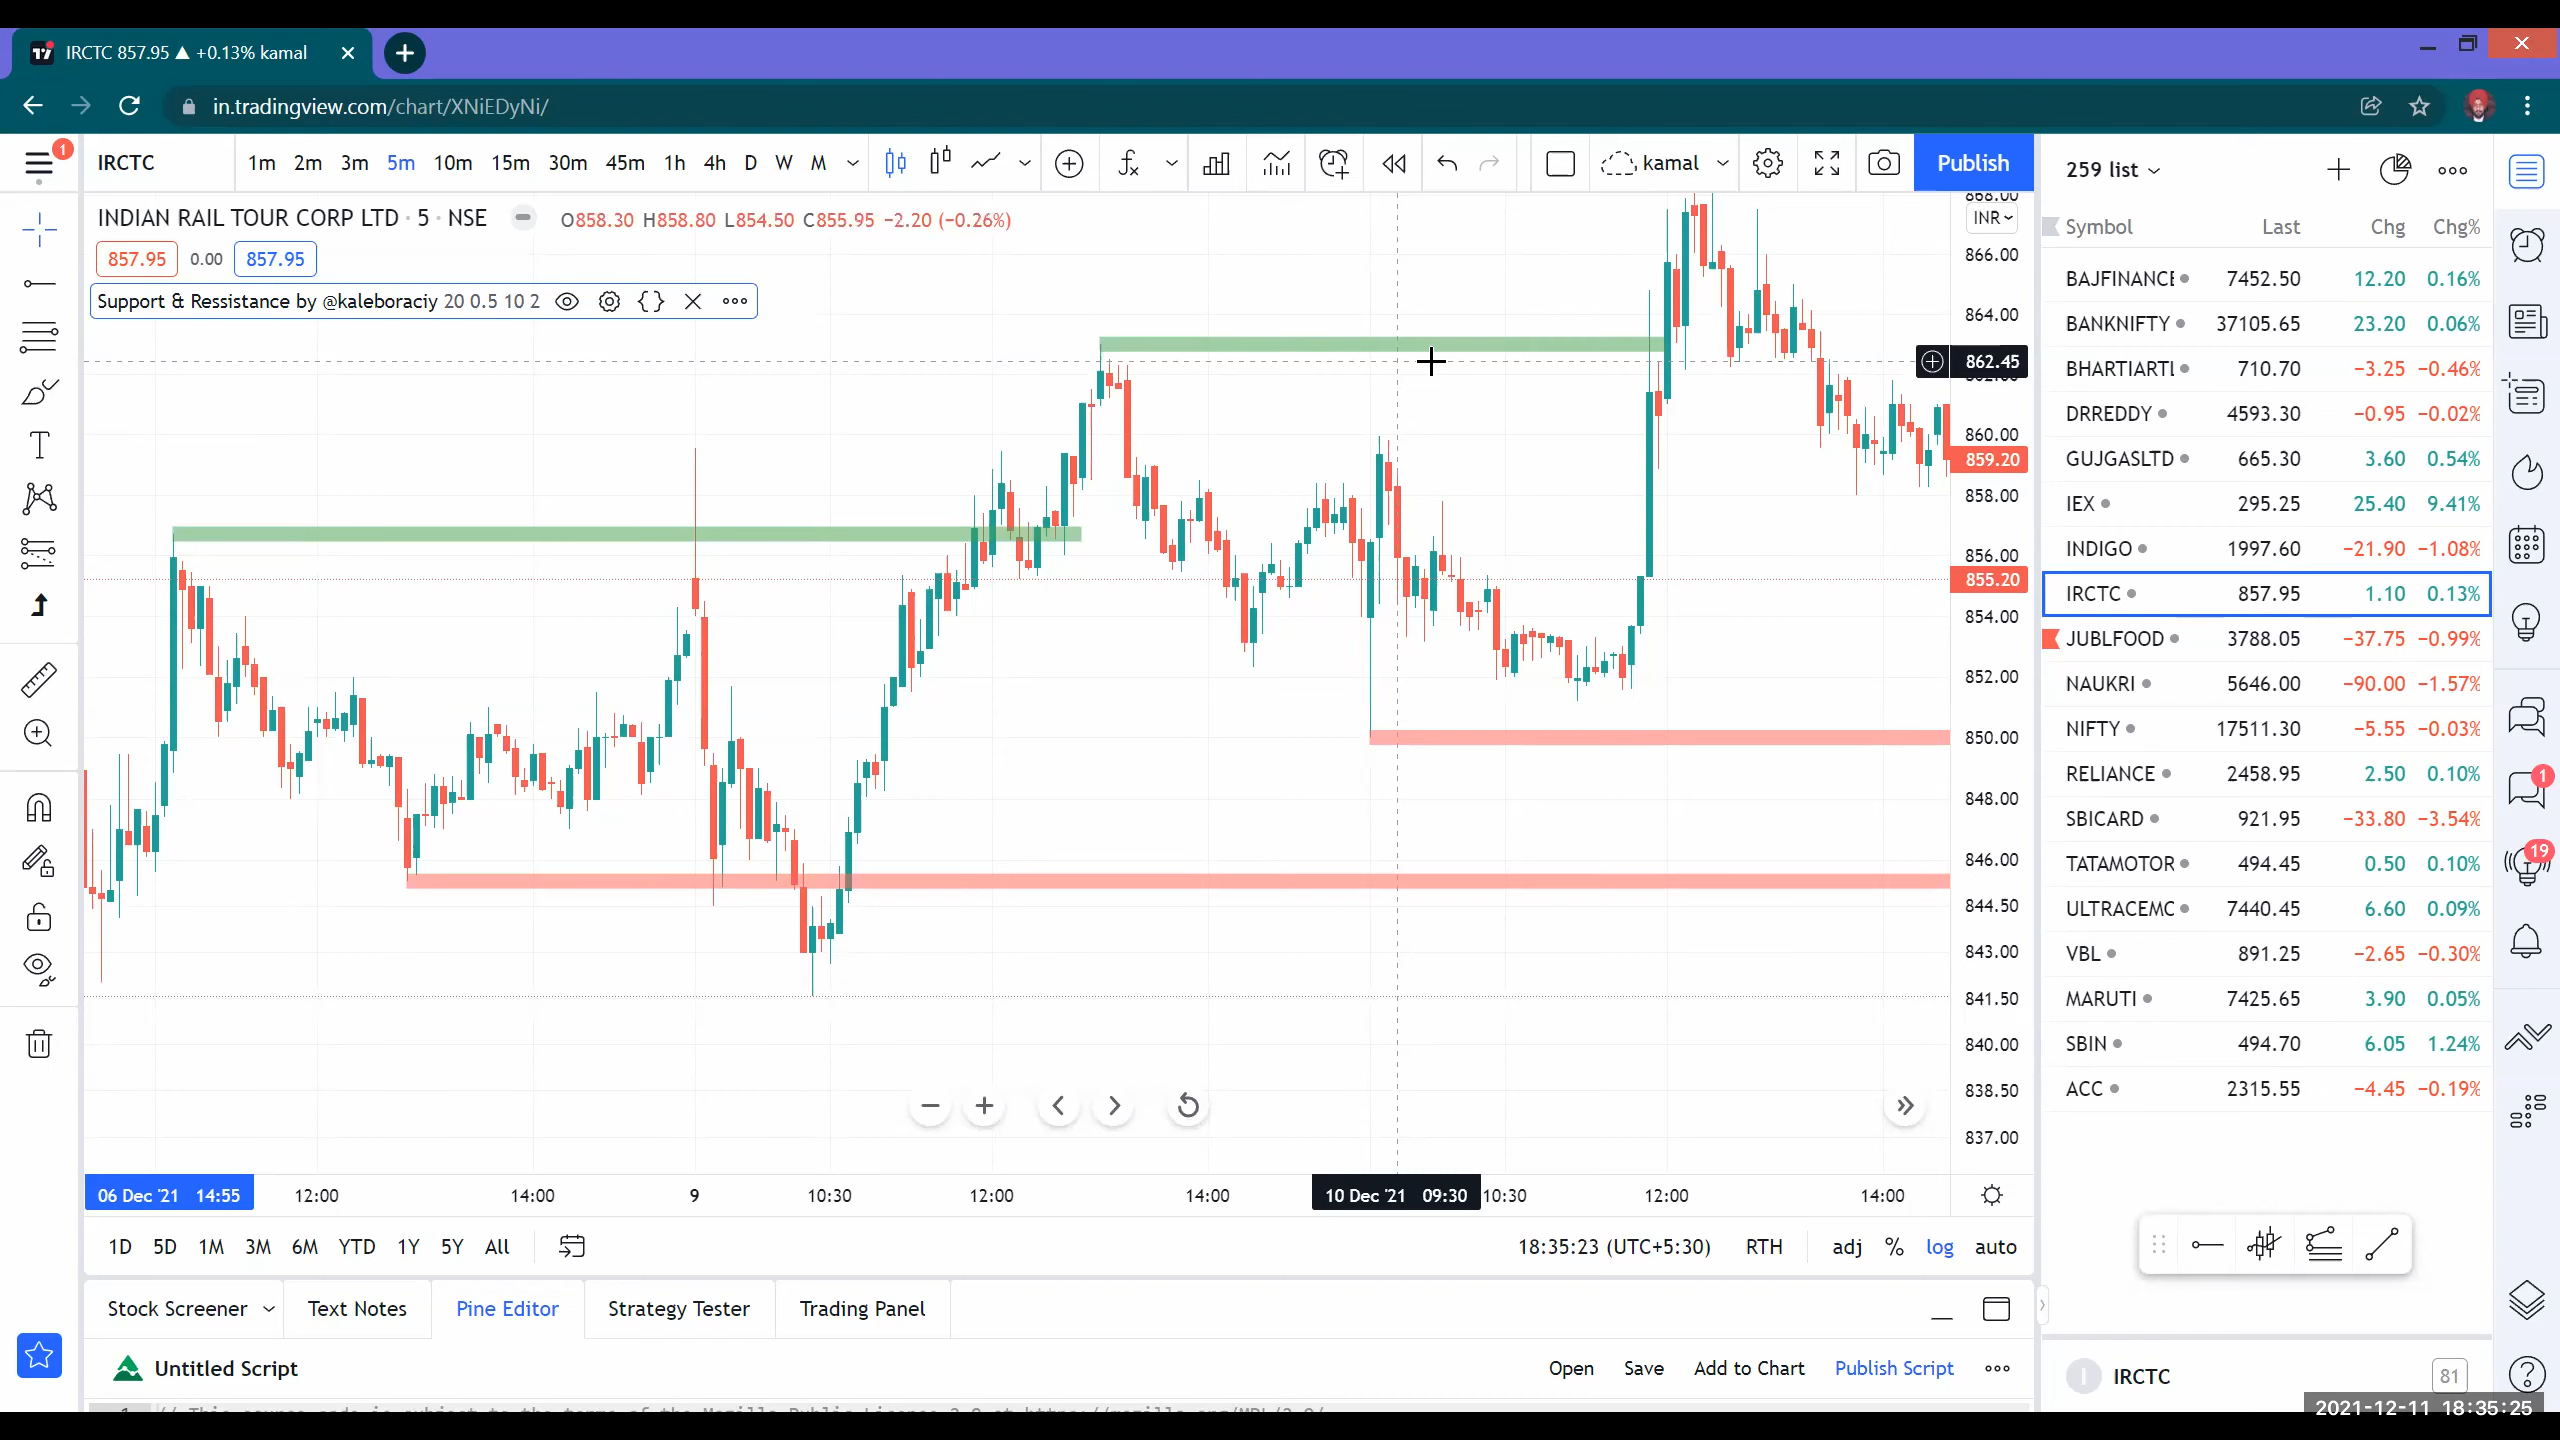 IRCTC 857.95 ▲ +0.13% kamal
in.tradingview.com/chart/XNiEDyNi/
1
IRCTC 1m 2m 3m 5m 10m 15m 30m 45m 1h 4h D W M kamal Publish
INDIAN RAIL TOUR CORP LTD · 5 · NSE O858.30 H858.80 L854.50 C855.95 −2.20 (−0.26%)
857.95 0.00 857.95
Support & Ressistance by @kaleboraciy 20 0.5 10 2
INR
868.00
866.00
864.00
862.45
862.00
860.00
859.20
858.00
856.00
855.20
854.00
852.00
850.00
848.00
846.00
844.50
843.00
841.50
840.00
838.50
837.00
06 Dec '21 14:55 12:00 14:00 9 10:30 12:00 14:00 10 Dec '21 09:30 10:30 12:00 14:00
1D 5D 1M 3M 6M YTD 1Y 5Y All 18:35:23 (UTC+5:30) RTH adj % log auto
Stock Screener Text Notes Pine Editor Strategy Tester Trading Panel
Untitled Script Open Save Add to Chart Publish Script
259 list
Symbol Last Chg Chg%
BAJFINANCE 7452.50 12.20 0.16%
BANKNIFTY 37105.65 23.20 0.06%
BHARTIARTL 710.70 −3.25 −0.46%
DRREDDY 4593.30 −0.95 −0.02%
GUJGASLTD 665.30 3.60 0.54%
IEX 295.25 25.40 9.41%
INDIGO 1997.60 −21.90 −1.08%
IRCTC 857.95 1.10 0.13%
JUBLFOOD 3788.05 −37.75 −0.99%
NAUKRI 5646.00 −90.00 −1.57%
NIFTY 17511.30 −5.55 −0.03%
RELIANCE 2458.95 2.50 0.10%
SBICARD 921.95 −33.80 −3.54%
TATAMOTOR 494.45 0.50 0.10%
ULTRACEMC 7440.45 6.60 0.09%
VBL 891.25 −2.65 −0.30%
MARUTI 7425.65 3.90 0.05%
SBIN 494.70 6.05 1.24%
ACC 2315.55 −4.45 −0.19%
1
19
IRCTC 81
2021-12-11 18:35:25